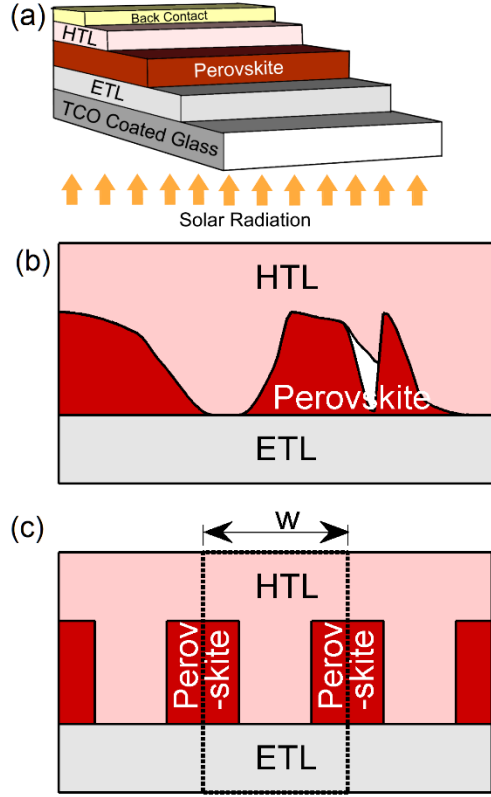 (a)
Back Contact
HTL
Perovskite
ETL
TCO Coated Glass
Solar Radiation
(b)
HTL
Perovskite
ETL
(c)
w
HTL
Perov
-skite
Perov
-skite
ETL